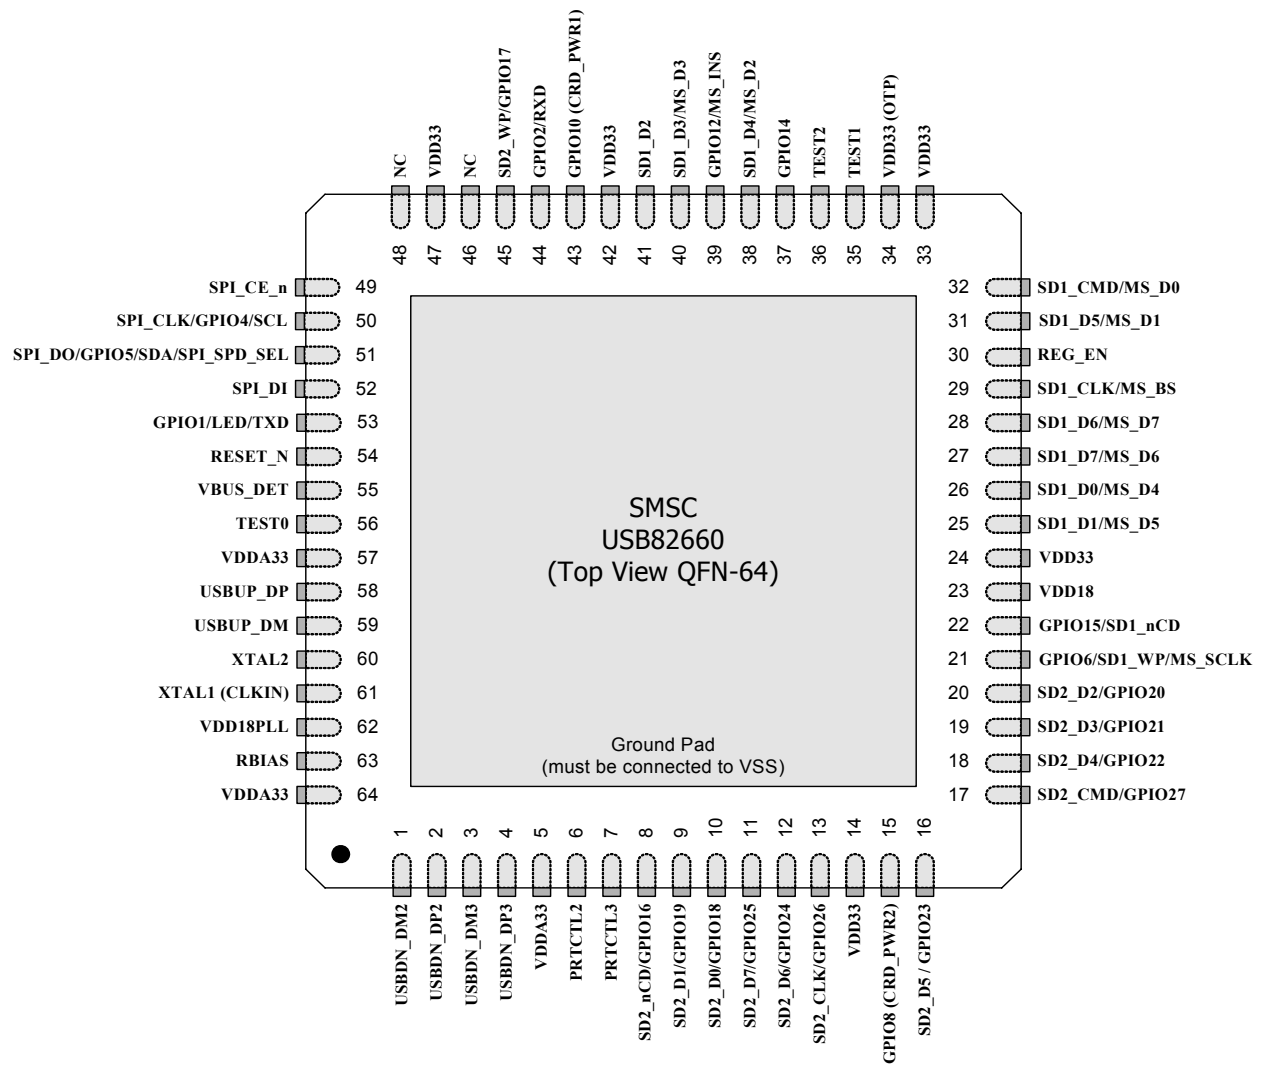 NC
VDD33
NC
SD2_WP/GPIO17
GPIO2/RXD
GPIO10 (CRD_PWR1)
VDD33
SD1_D2
SD1_D3/MS_D3
GPIO12/MS_INS
SD1_D4/MS_D2
GPIO14
TEST2
TEST1
VDD33 (OTP)
VDD33
48
47
46
45
44
43
42
41
40
39
38
37
36
35
34
33
SPI_CE_n 49
SPI_CLK/GPIO4/SCL 50
SPI_DO/GPIO5/SDA/SPI_SPD_SEL 51
SPI_DI 52
GPIO1/LED/TXD 53
RESET_N 54
VBUS_DET 55
TEST0 56
VDDA33 57
USBUP_DP 58
USBUP_DM 59
XTAL2 60
XTAL1 (CLKIN) 61
VDD18PLL 62
RBIAS 63
VDDA33 64
SMSC
USB82660
(Top View QFN-64)
Ground Pad
(must be connected to VSS)
32 SD1_CMD/MS_D0
31 SD1_D5/MS_D1
30 REG_EN
29 SD1_CLK/MS_BS
28 SD1_D6/MS_D7
27 SD1_D7/MS_D6
26 SD1_D0/MS_D4
25 SD1_D1/MS_D5
24 VDD33
23 VDD18
22 GPIO15/SD1_nCD
21 GPIO6/SD1_WP/MS_SCLK
20 SD2_D2/GPIO20
19 SD2_D3/GPIO21
18 SD2_D4/GPIO22
17 SD2_CMD/GPIO27
1
2
3
4
5
6
7
8
9
10
11
12
13
14
15
16
USBDN_DM2
USBDN_DP2
USBDN_DM3
USBDN_DP3
VDDA33
PRTCTL2
PRTCTL3
SD2_nCD/GPIO16
SD2_D1/GPIO19
SD2_D0/GPIO18
SD2_D7/GPIO25
SD2_D6/GPIO24
SD2_CLK/GPIO26
VDD33
GPIO8 (CRD_PWR2)
SD2_D5 / GPIO23